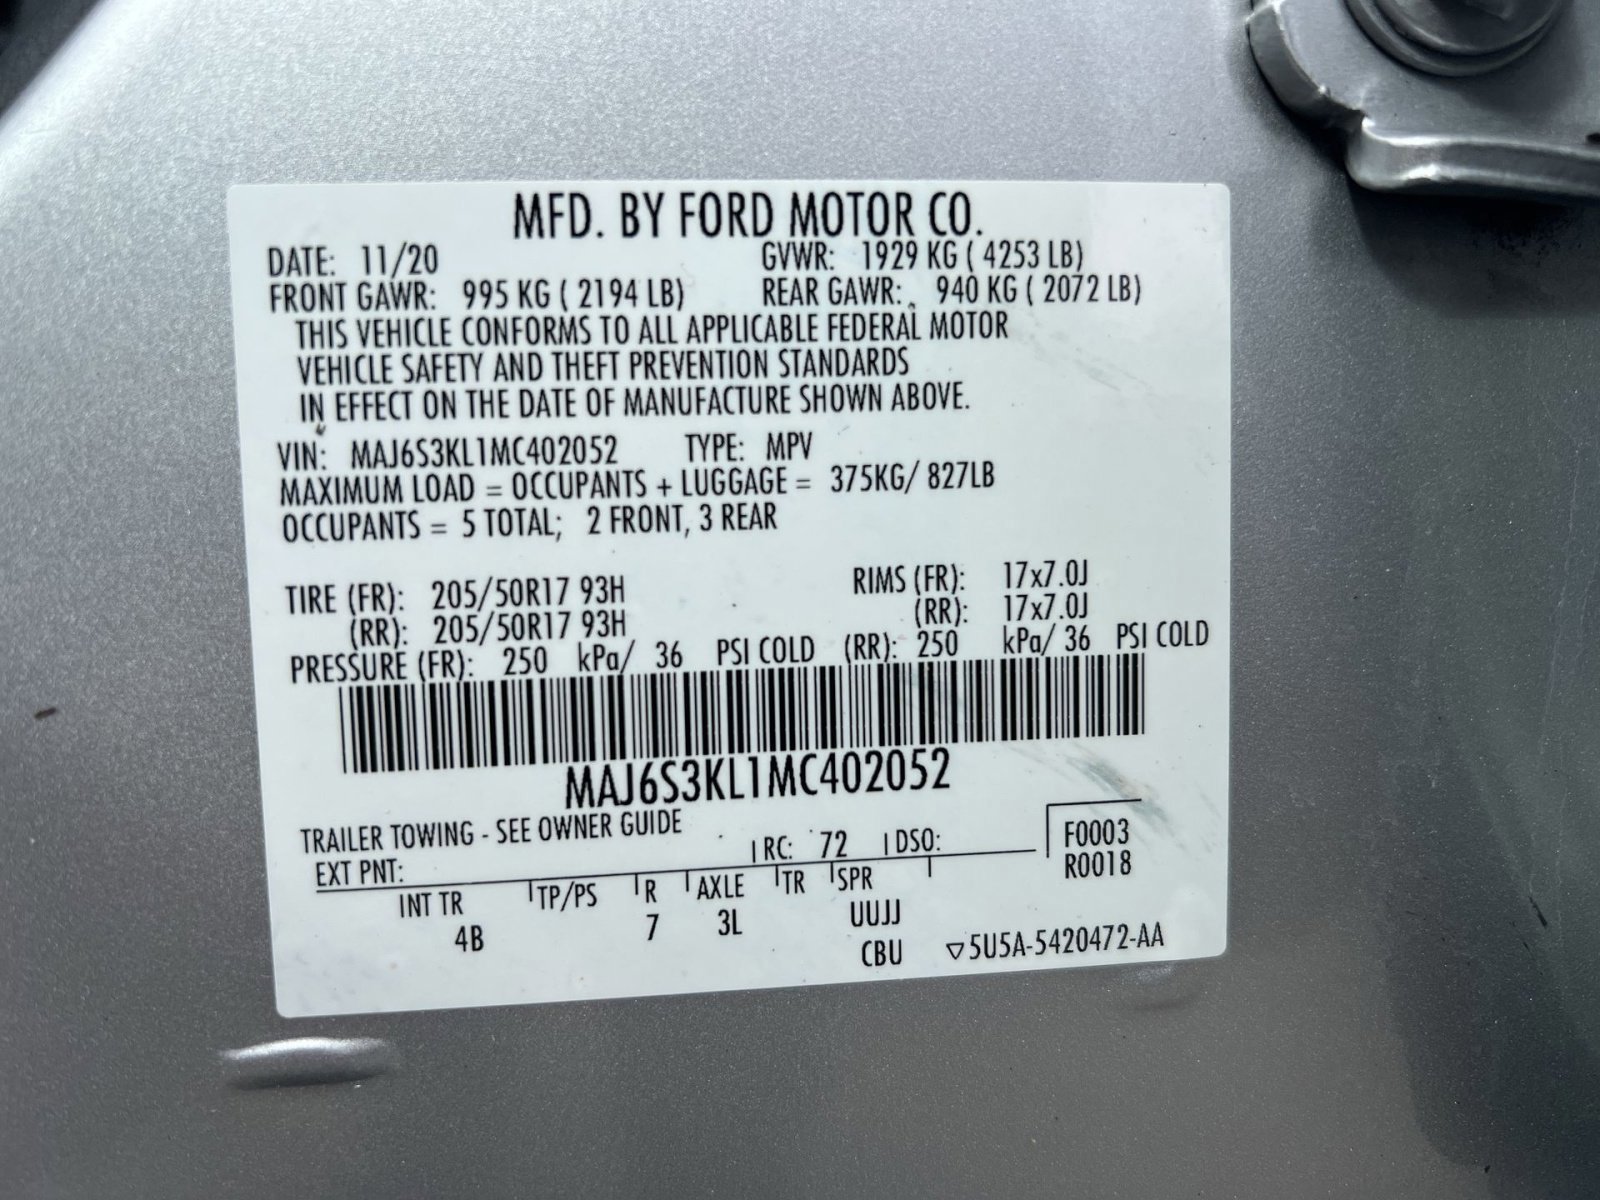 MFD. BY FORD MOTOR CO.
DATE: 11/20 GVWR: 1929 KG ( 4253 LB)
FRONT GAWR: 995 KG ( 2194 LB) REAR GAWR: 940 KG ( 2072 LB)
THIS VEHICLE CONFORMS TO ALL APPLICABLE FEDERAL MOTOR
VEHICLE SAFETY AND THEFT PREVENTION STANDARDS
IN EFFECT ON THE DATE OF MANUFACTURE SHOWN ABOVE.
VIN: MAJ6S3KL1MC402052 TYPE: MPV
MAXIMUM LOAD = OCCUPANTS + LUGGAGE = 375KG/ 827LB
OCCUPANTS = 5 TOTAL; 2 FRONT, 3 REAR
TIRE (FR): 205/50R17 93H RIMS (FR): 17x7.0J
(RR): 205/50R17 93H (RR): 17x7.0J
PRESSURE (FR): 250 kPa/ 36 PSI COLD (RR): 250 kPa/ 36 PSI COLD
MAJ6S3KL1MC402052
TRAILER TOWING - SEE OWNER GUIDE
EXT PNT: RC: 72 DSO: F0003
R0018
INT TR TP/PS R AXLE TR SPR
4B 7 3L UUJJ
CBU ▽5U5A-5420472-AA